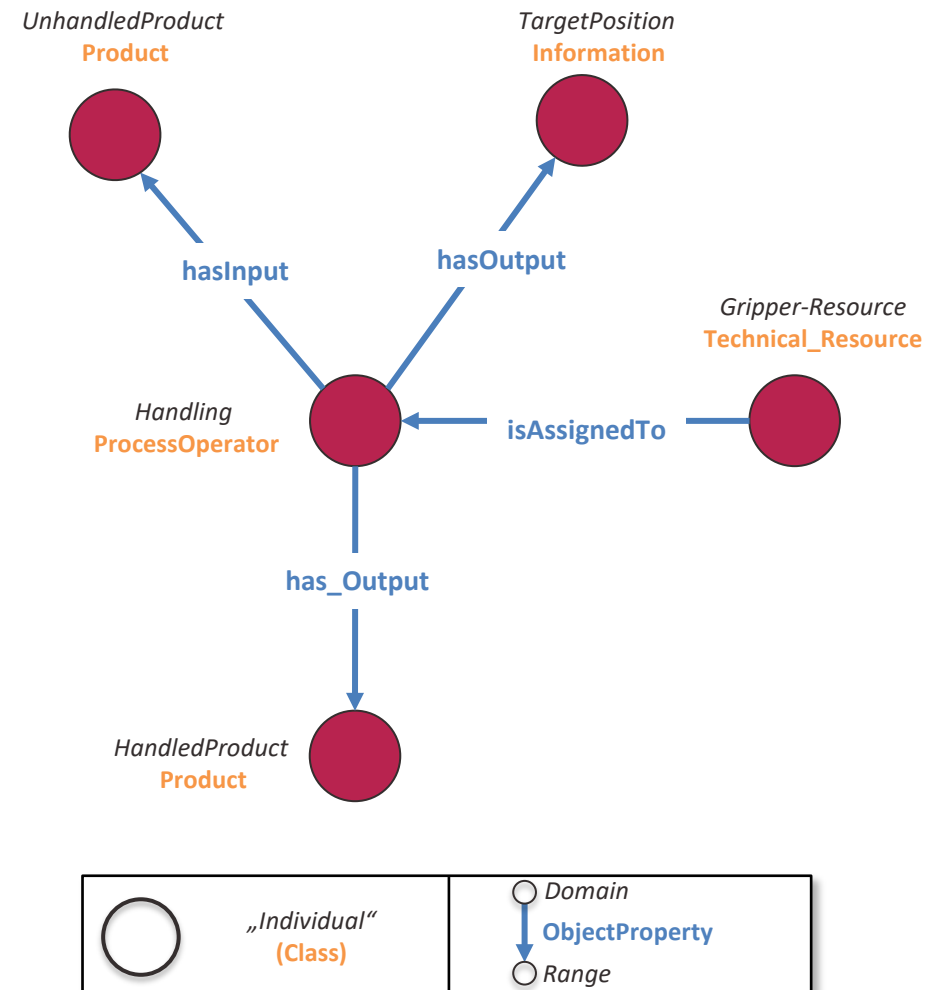 UnhandledProduct
Product
TargetPosition
Information
hasInput
hasOutput
Gripper-Resource
Technical_Resource
Handling
ProcessOperator
isAssignedTo
has_Output
HandledProduct
Product
„Individual“
(Class)
Domain
ObjectProperty
Range